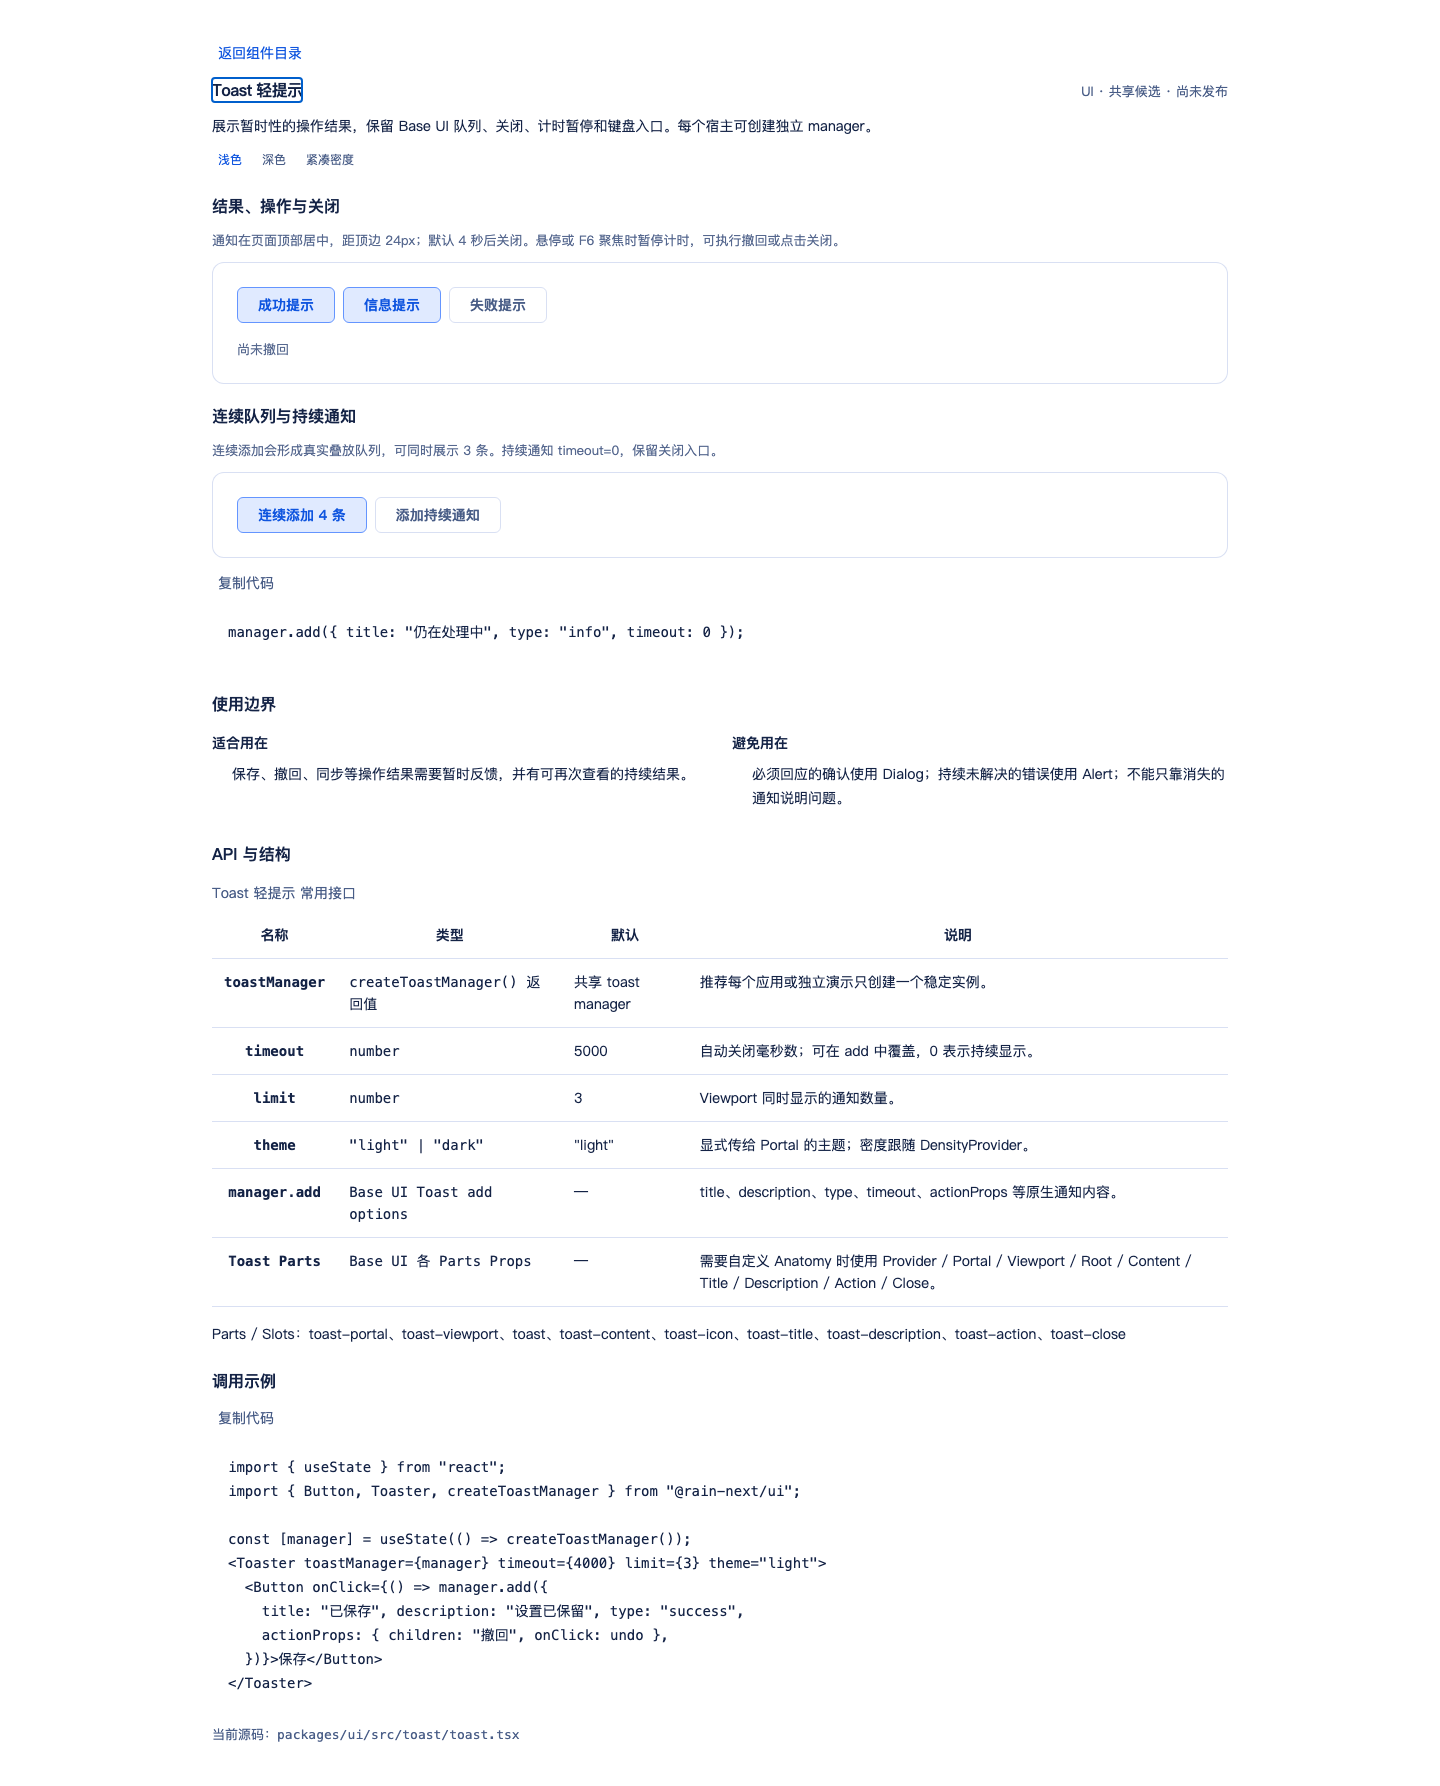 返回组件目录
Toast 轻提示
UI · 共享候选 · 尚未发布
展示暂时性的操作结果，保留 Base UI 队列、关闭、计时暂停和键盘入口。每个宿主可创建独立 manager。
浅色 深色 紧凑密度
结果、操作与关闭
通知在页面顶部居中，距顶边 24px；默认 4 秒后关闭。悬停或 F6 聚焦时暂停计时，可执行撤回或点击关闭。
成功提示 信息提示 失败提示
尚未撤回
连续队列与持续通知
连续添加会形成真实叠放队列，可同时展示 3 条。持续通知 timeout=0，保留关闭入口。
连续添加 4 条 添加持续通知
复制代码
manager.add({ title: "仍在处理中", type: "info", timeout: 0 });
使用边界
适合用在
保存、撤回、同步等操作结果需要暂时反馈，并有可再次查看的持续结果。
避免用在
必须回应的确认使用 Dialog；持续未解决的错误使用 Alert；不能只靠消失的
通知说明问题。
API 与结构
Toast 轻提示 常用接口
名称 类型 默认 说明
toastManager createToastManager() 返 共享 toast 推荐每个应用或独立演示只创建一个稳定实例。
回值 manager
timeout number 5000 自动关闭毫秒数；可在 add 中覆盖，0 表示持续显示。
limit number 3 Viewport 同时显示的通知数量。
theme "light" | "dark" "light" 显式传给 Portal 的主题；密度跟随 DensityProvider。
manager.add Base UI Toast add — title、description、type、timeout、actionProps 等原生通知内容。
options
Toast Parts Base UI 各 Parts Props — 需要自定义 Anatomy 时使用 Provider / Portal / Viewport / Root / Content /
Title / Description / Action / Close。
Parts / Slots：toast-portal、toast-viewport、toast、toast-content、toast-icon、toast-title、toast-description、toast-action、toast-close
调用示例
复制代码
import { useState } from "react";
import { Button, Toaster, createToastManager } from "@rain-next/ui";
const [manager] = useState(() => createToastManager());
<Toaster toastManager={manager} timeout={4000} limit={3} theme="light">
  <Button onClick={() => manager.add({
    title: "已保存", description: "设置已保留", type: "success",
    actionProps: { children: "撤回", onClick: undo },
  })}>保存</Button>
</Toaster>
当前源码：packages/ui/src/toast/toast.tsx